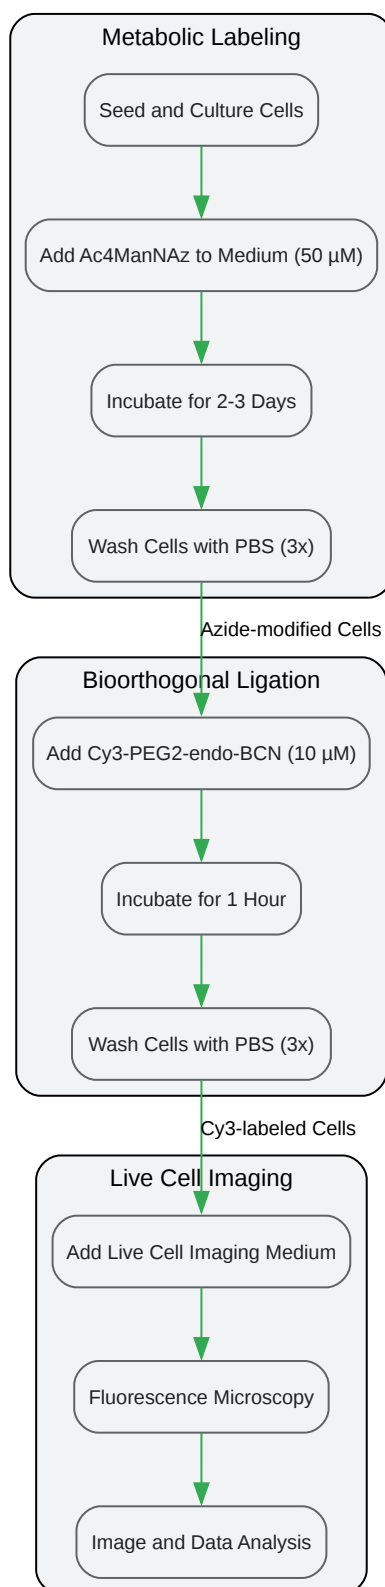 Metabolic Labeling
Seed and Culture Cells
Add Ac4ManNAz to Medium (50 µM)
Incubate for 2-3 Days
Wash Cells with PBS (3x)
Azide-modified Cells
Bioorthogonal Ligation
Add Cy3-PEG2-endo-BCN (10 µM)
Incubate for 1 Hour
Wash Cells with PBS (3x)
Cy3-labeled Cells
Live Cell Imaging
Add Live Cell Imaging Medium
Fluorescence Microscopy
Image and Data Analysis